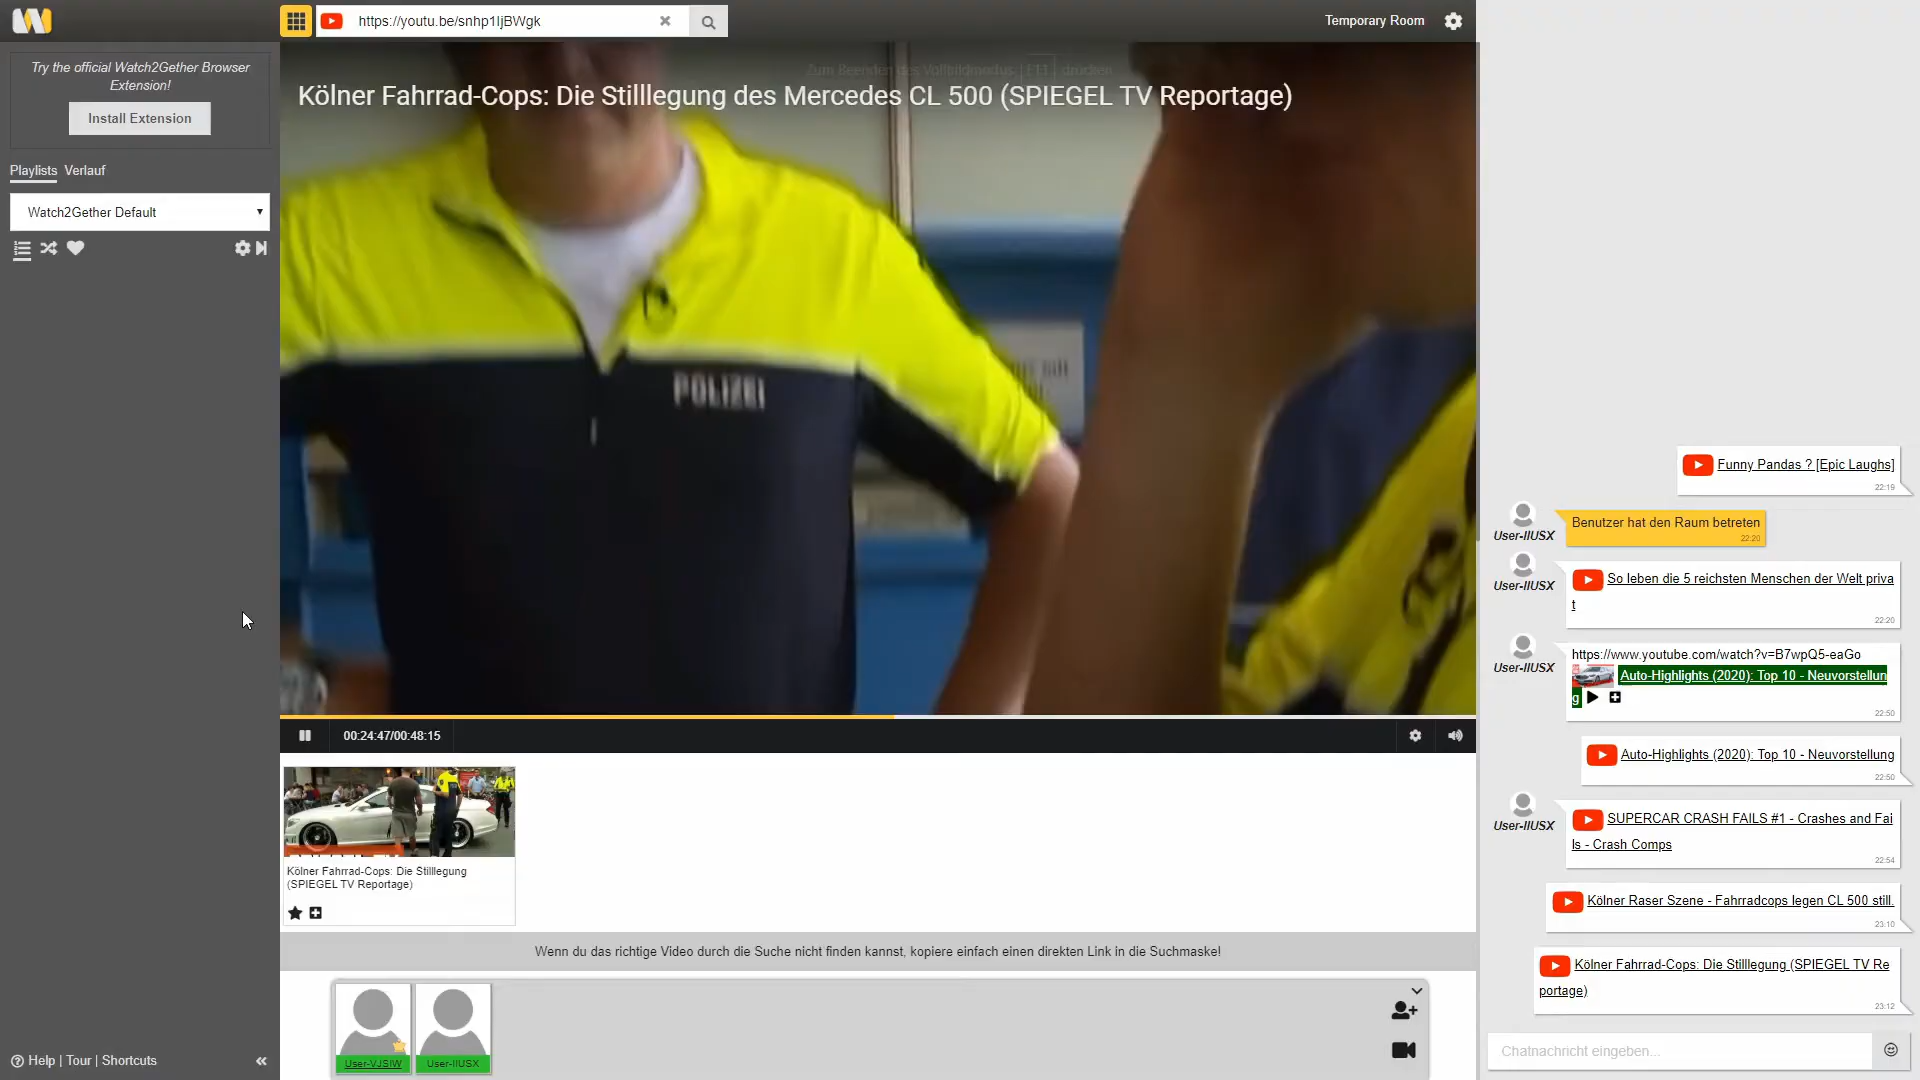 https://youtu.be/snhp1IjBWgk
Temporary Room
Try the official Watch2Gether Browser
Extension!
Install Extension
Playlists Verlauf
Watch2Gether Default
Zum Beenden des Vollbildmodus F11 drücken
Kölner Fahrrad-Cops: Die Stilllegung des Mercedes CL 500 (SPIEGEL TV Reportage)
POLIZEI
00:24:47/00:48:15
Kölner Fahrrad-Cops: Die Stilllegung
(SPIEGEL TV Reportage)
Wenn du das richtige Video durch die Suche nicht finden kannst, kopiere einfach einen direkten Link in die Suchmaske!
User-VJSIW
User-IIUSX
Help | Tour | Shortcuts
Funny Pandas ? [Epic Laughs]
22:19
User-IIUSX
Benutzer hat den Raum betreten
22:20
User-IIUSX
So leben die 5 reichsten Menschen der Welt priva
t
22:20
User-IIUSX
https://www.youtube.com/watch?v=B7wpQ5-eaGo
Auto-Highlights (2020): Top 10 - Neuvorstellun
g
22:50
Auto-Highlights (2020): Top 10 - Neuvorstellung
22:50
User-IIUSX
SUPERCAR CRASH FAILS #1 - Crashes and Fai
ls - Crash Comps
22:54
Kölner Raser Szene - Fahrradcops legen CL 500 still.
23:10
Kölner Fahrrad-Cops: Die Stilllegung (SPIEGEL TV Re
portage)
23:12
Chatnachricht eingeben...